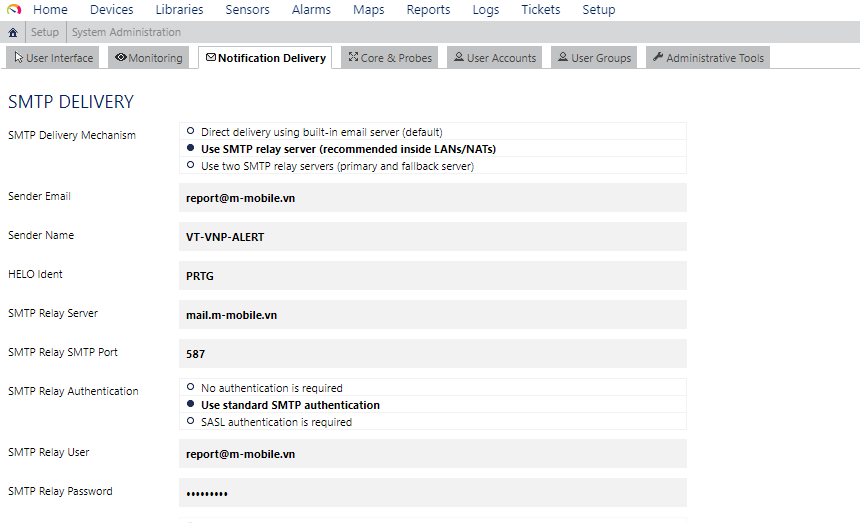 Home Devices Libraries Sensors Alarms Maps Reports Logs Tickets Setup
Setup System Administration
User Interface Monitoring Notification Delivery Core & Probes User Accounts User Groups Administrative Tools
SMTP DELIVERY
SMTP Delivery Mechanism
Direct delivery using built-in email server (default)
Use SMTP relay server (recommended inside LANs/NATs)
Use two SMTP relay servers (primary and fallback server)
Sender Email
report@m-mobile.vn
Sender Name
VT-VNP-ALERT
HELO Ident
PRTG
SMTP Relay Server
mail.m-mobile.vn
SMTP Relay SMTP Port
587
SMTP Relay Authentication
No authentication is required
Use standard SMTP authentication
SASL authentication is required
SMTP Relay User
report@m-mobile.vn
SMTP Relay Password
•••••••••